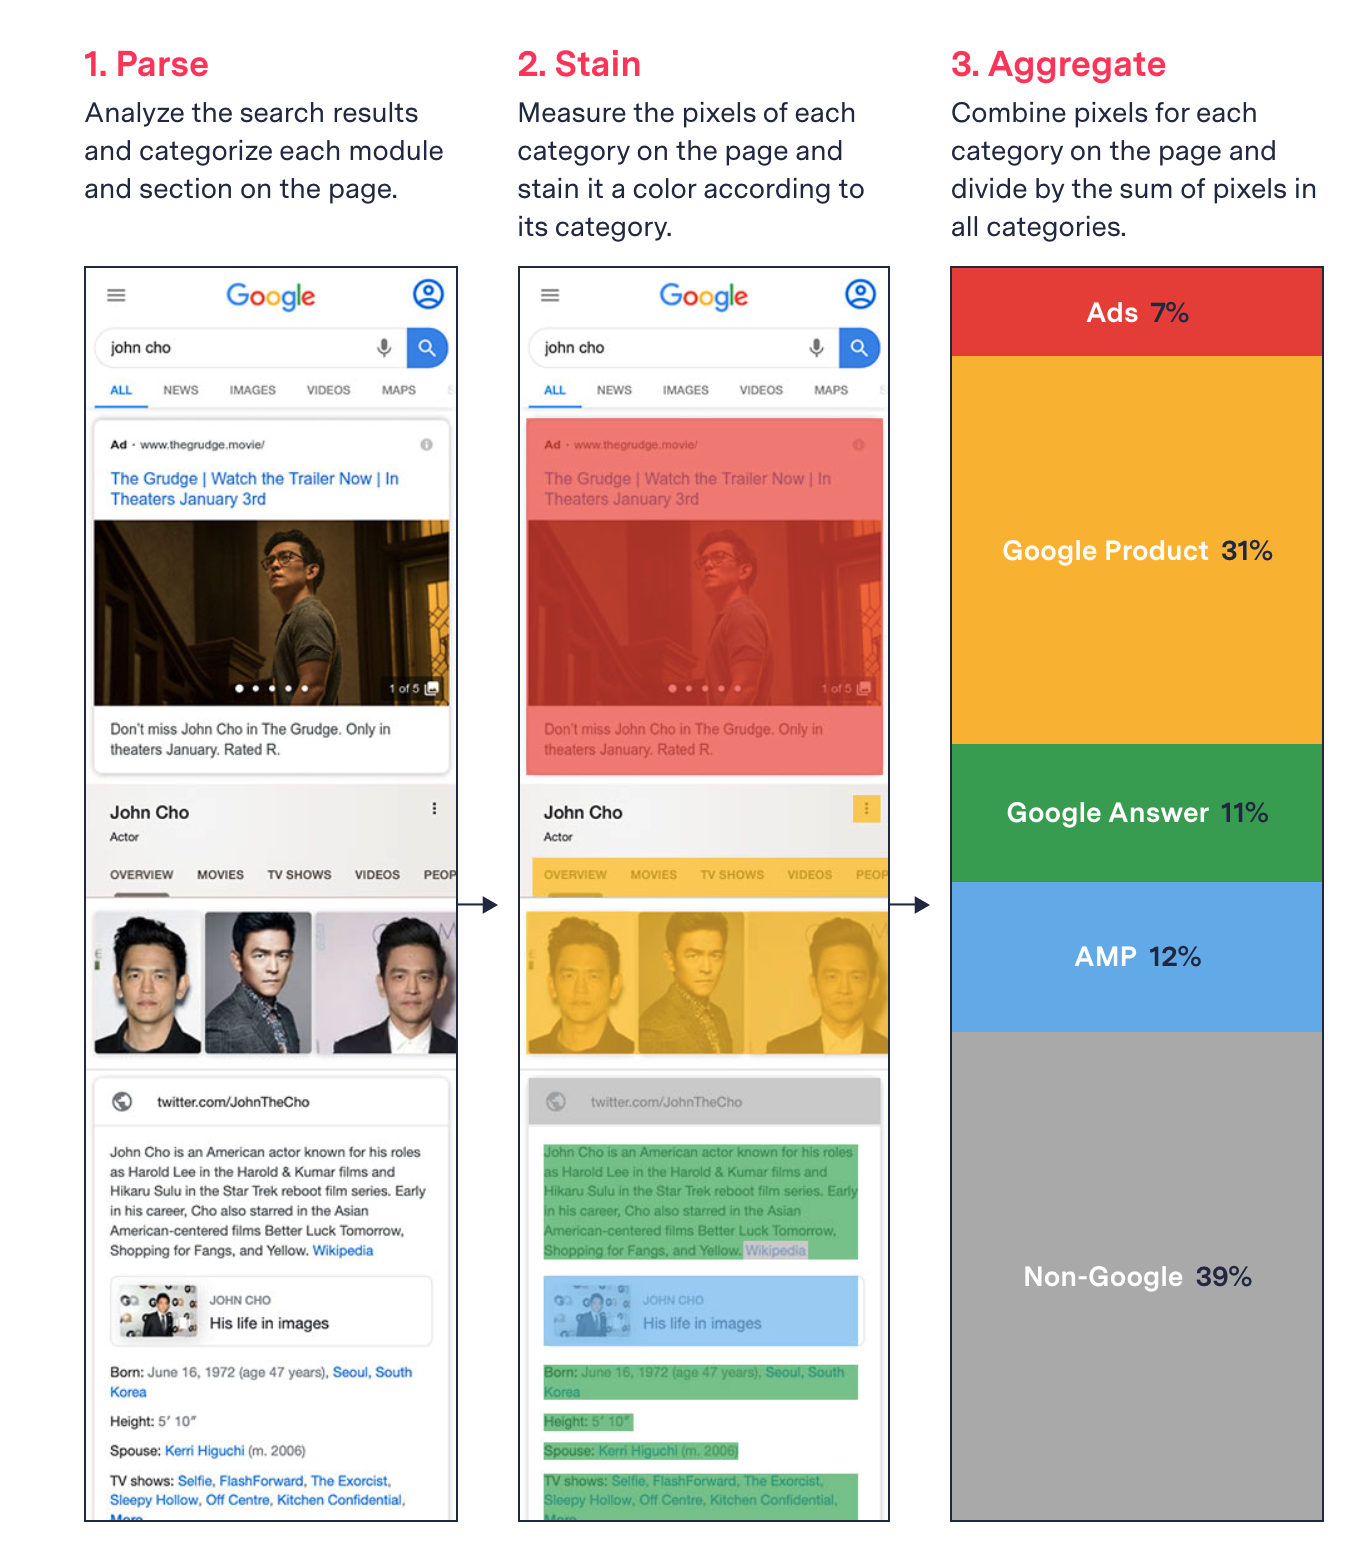 1. Parse
Analyze the search results
and categorize each module
and section on the page.
Google
john cho
ALL NEWS IMAGES VIDEOS MAPS
Ad · www.thegrudge.movie/
The Grudge | Watch the Trailer Now | In
Theaters January 3rd
1 of 5
Don't miss John Cho in The Grudge. Only in
theaters January. Rated R.
John Cho
Actor
OVERVIEW MOVIES TV SHOWS VIDEOS PEOP
twitter.com/JohnTheCho
John Cho is an American actor known for his roles
as Harold Lee in the Harold & Kumar films and
Hikaru Sulu in the Star Trek reboot film series. Early
in his career, Cho also starred in the Asian
American-centered films Better Luck Tomorrow,
Shopping for Fangs, and Yellow. Wikipedia
JOHN CHO
His life in images
Born: June 16, 1972 (age 47 years), Seoul, South
Korea
Height: 5′ 10″
Spouse: Kerri Higuchi (m. 2006)
TV shows: Selfie, FlashForward, The Exorcist,
Sleepy Hollow, Off Centre, Kitchen Confidential,
More
2. Stain
Measure the pixels of each
category on the page and
stain it a color according to
its category.
Google
john cho
ALL NEWS IMAGES VIDEOS MAPS
Ad · www.thegrudge.movie/
The Grudge | Watch the Trailer Now | In
Theaters January 3rd
1 of 5
Don't miss John Cho in The Grudge. Only in
theaters January. Rated R.
John Cho
Actor
OVERVIEW MOVIES TV SHOWS VIDEOS PEOP
twitter.com/JohnTheCho
John Cho is an American actor known for his roles
as Harold Lee in the Harold & Kumar films and
Hikaru Sulu in the Star Trek reboot film series. Early
in his career, Cho also starred in the Asian
American-centered films Better Luck Tomorrow,
Shopping for Fangs, and Yellow. Wikipedia
JOHN CHO
His life in images
Born: June 16, 1972 (age 47 years), Seoul, South
Korea
Height: 5′ 10″
Spouse: Kerri Higuchi (m. 2006)
TV shows: Selfie, FlashForward, The Exorcist,
Sleepy Hollow, Off Centre, Kitchen Confidential,
More
3. Aggregate
Combine pixels for each
category on the page and
divide by the sum of pixels in
all categories.
Ads 7%
Google Product 31%
Google Answer 11%
AMP 12%
Non-Google 39%